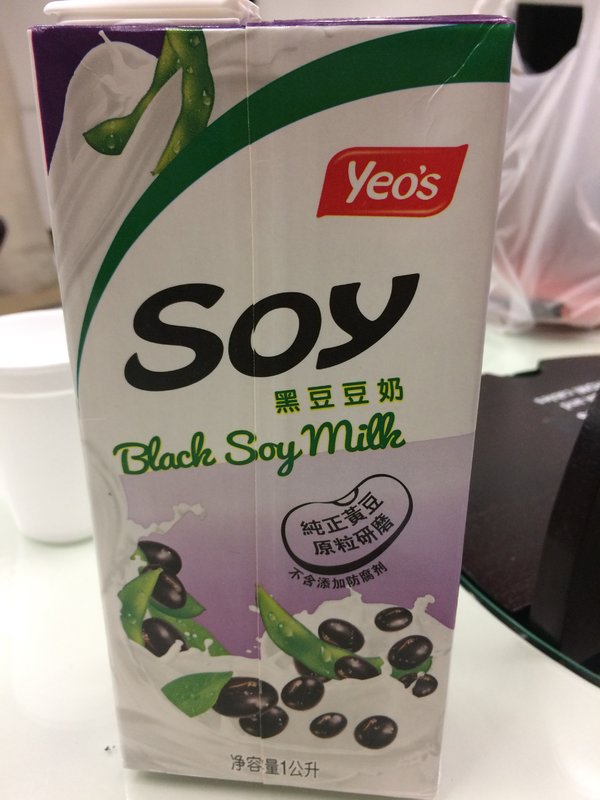 Yeo's
Soy
黑豆豆奶
Black Soy Milk
純正黃豆
原粒研磨
不含添加防腐剂
净容量1公升